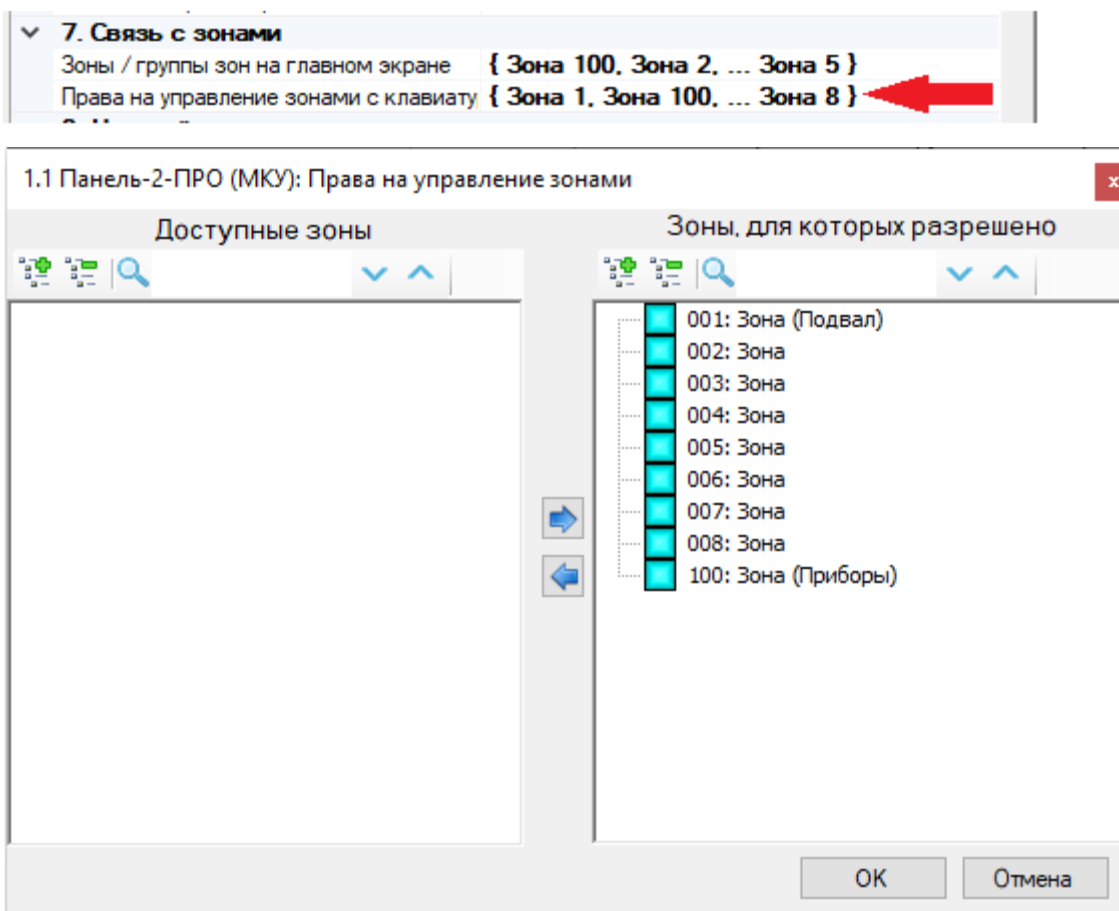 7. Связь с зонами
Зоны / группы зон на главном экране { Зона 100, Зона 2, ... Зона 5 }
Права на управление зонами с клавиату { Зона 1, Зона 100, ... Зона 8 }
1.1 Панель-2-ПРО (МКУ): Права на управление зонами
x
Доступные зоны
Зоны, для которых разрешено
001: Зона (Подвал)
002: Зона
003: Зона
004: Зона
005: Зона
006: Зона
007: Зона
008: Зона
100: Зона (Приборы)
OK Отмена